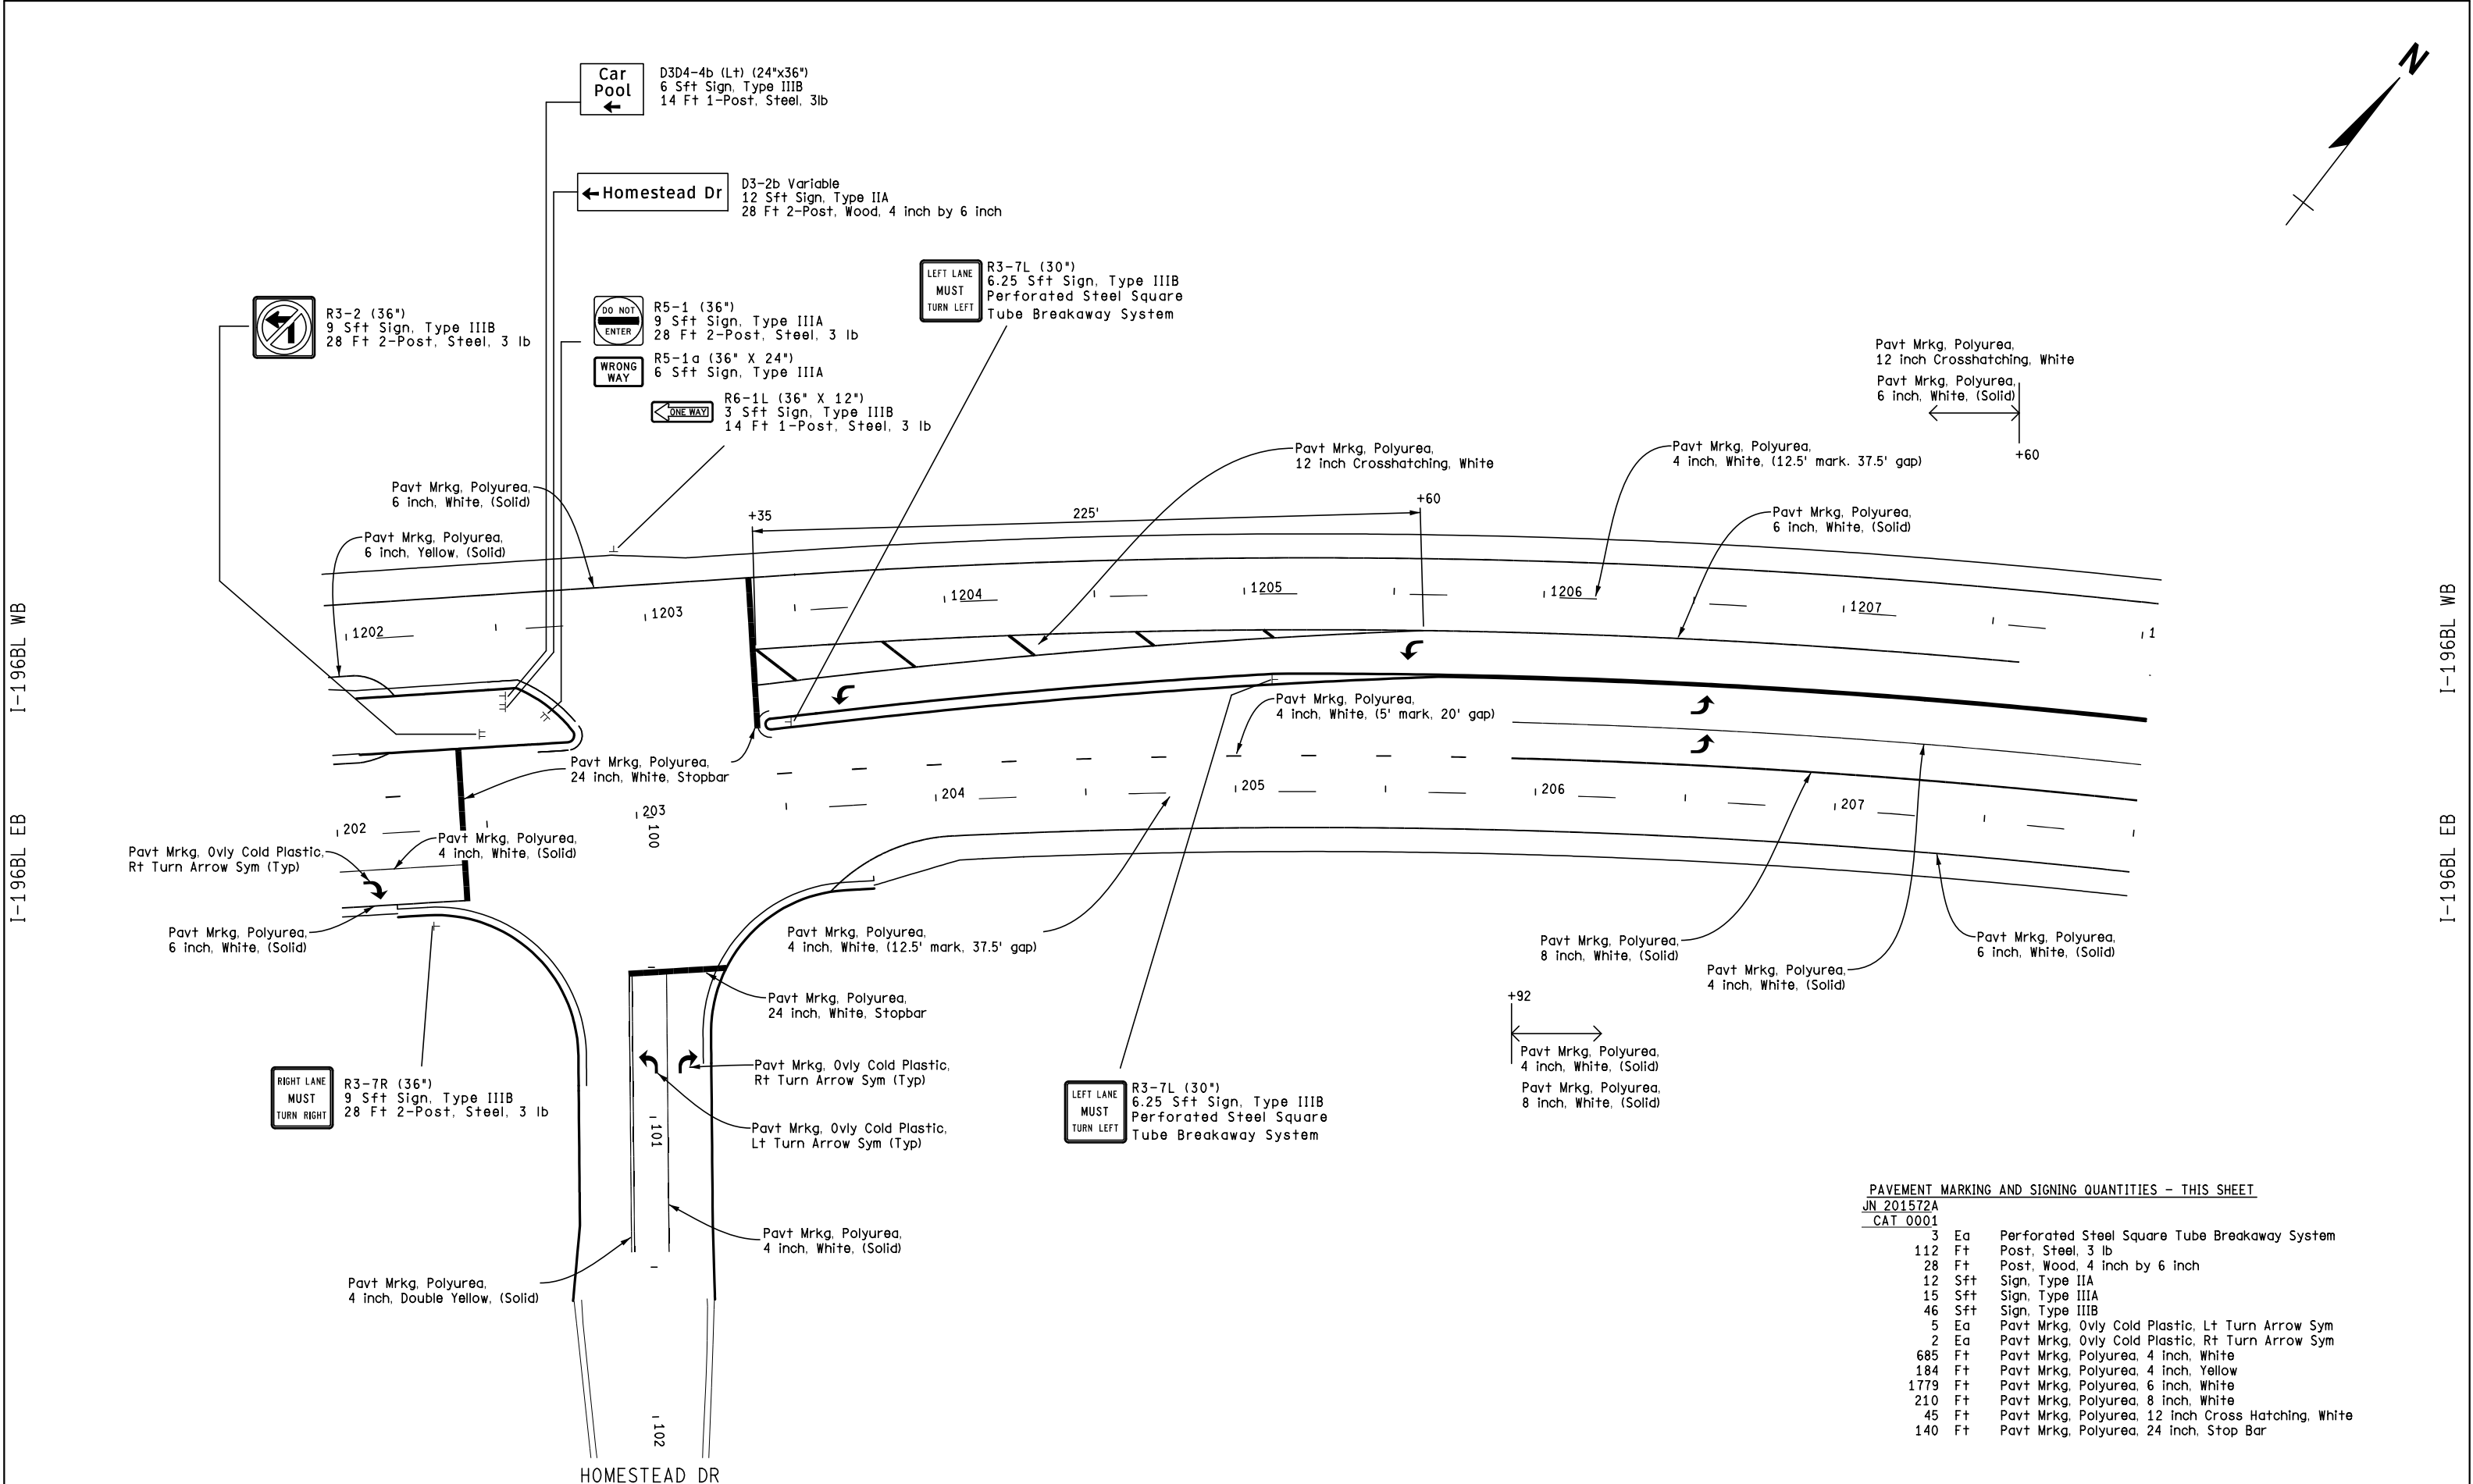 N
Car
Pool
D3D4-4b (Lt) (24"x36")
6 Sft Sign, Type IIIB
14 Ft 1-Post, Steel, 3lb
Homestead Dr
D3-2b Variable
12 Sft Sign, Type IIA
28 Ft 2-Post, Wood, 4 inch by 6 inch
R3-2 (36")
9 Sft Sign, Type IIIB
28 Ft 2-Post, Steel, 3 lb
DO NOT
ENTER
R5-1 (36")
9 Sft Sign, Type IIIA
28 Ft 2-Post, Steel, 3 lb
WRONG
WAY
R5-1a (36" X 24")
6 Sft Sign, Type IIIA
ONE WAY
R6-1L (36" X 12")
3 Sft Sign, Type IIIB
14 Ft 1-Post, Steel, 3 lb
LEFT LANE
MUST
TURN LEFT
R3-7L (30")
6.25 Sft Sign, Type IIIB
Perforated Steel Square
Tube Breakaway System
Pavt Mrkg, Polyurea,
12 inch Crosshatching, White
Pavt Mrkg, Polyurea,
6 inch, White, (Solid)
+60
Pavt Mrkg, Polyurea,
12 inch Crosshatching, White
Pavt Mrkg, Polyurea,
4 inch, White, (12.5' mark. 37.5' gap)
Pavt Mrkg, Polyurea,
6 inch, White, (Solid)
Pavt Mrkg, Polyurea,
6 inch, Yellow, (Solid)
+35
225'
+60
Pavt Mrkg, Polyurea,
6 inch, White, (Solid)
I-196BL WB
1202
1203
1204
1205
1206
1207
1
I-196BL WB
Pavt Mrkg, Polyurea,
4 inch, White, (5' mark, 20' gap)
Pavt Mrkg, Polyurea,
24 inch, White, Stopbar
I-196BL EB
202
203
204
205
206
207
I-196BL EB
100
Pavt Mrkg, Polyurea,
4 inch, White, (Solid)
Pavt Mrkg, Ovly Cold Plastic,
Rt Turn Arrow Sym (Typ)
Pavt Mrkg, Polyurea,
6 inch, White, (Solid)
Pavt Mrkg, Polyurea,
4 inch, White, (12.5' mark, 37.5' gap)
Pavt Mrkg, Polyurea,
8 inch, White, (Solid)
Pavt Mrkg, Polyurea,
4 inch, White, (Solid)
Pavt Mrkg, Polyurea,
6 inch, White, (Solid)
Pavt Mrkg, Polyurea,
24 inch, White, Stopbar
+92
Pavt Mrkg, Polyurea,
4 inch, White, (Solid)
Pavt Mrkg, Polyurea,
8 inch, White, (Solid)
RIGHT LANE
MUST
TURN RIGHT
R3-7R (36")
9 Sft Sign, Type IIIB
28 Ft 2-Post, Steel, 3 lb
Pavt Mrkg, Ovly Cold Plastic,
Rt Turn Arrow Sym (Typ)
LEFT LANE
MUST
TURN LEFT
R3-7L (30")
6.25 Sft Sign, Type IIIB
Perforated Steel Square
Tube Breakaway System
101
Pavt Mrkg, Ovly Cold Plastic,
Lt Turn Arrow Sym (Typ)
Pavt Mrkg, Polyurea,
4 inch, White, (Solid)
Pavt Mrkg, Polyurea,
4 inch, Double Yellow, (Solid)
102
HOMESTEAD DR
PAVEMENT MARKING AND SIGNING QUANTITIES - THIS SHEET
JN 201572A
CAT 0001
3 Ea Perforated Steel Square Tube Breakaway System
112 Ft Post, Steel, 3 lb
28 Ft Post, Wood, 4 inch by 6 inch
12 Sft Sign, Type IIA
15 Sft Sign, Type IIIA
46 Sft Sign, Type IIIB
5 Ea Pavt Mrkg, Ovly Cold Plastic, Lt Turn Arrow Sym
2 Ea Pavt Mrkg, Ovly Cold Plastic, Rt Turn Arrow Sym
685 Ft Pavt Mrkg, Polyurea, 4 inch, White
184 Ft Pavt Mrkg, Polyurea, 4 inch, Yellow
1779 Ft Pavt Mrkg, Polyurea, 6 inch, White
210 Ft Pavt Mrkg, Polyurea, 8 inch, White
45 Ft Pavt Mrkg, Polyurea, 12 inch Cross Hatching, White
140 Ft Pavt Mrkg, Polyurea, 24 inch, Stop Bar